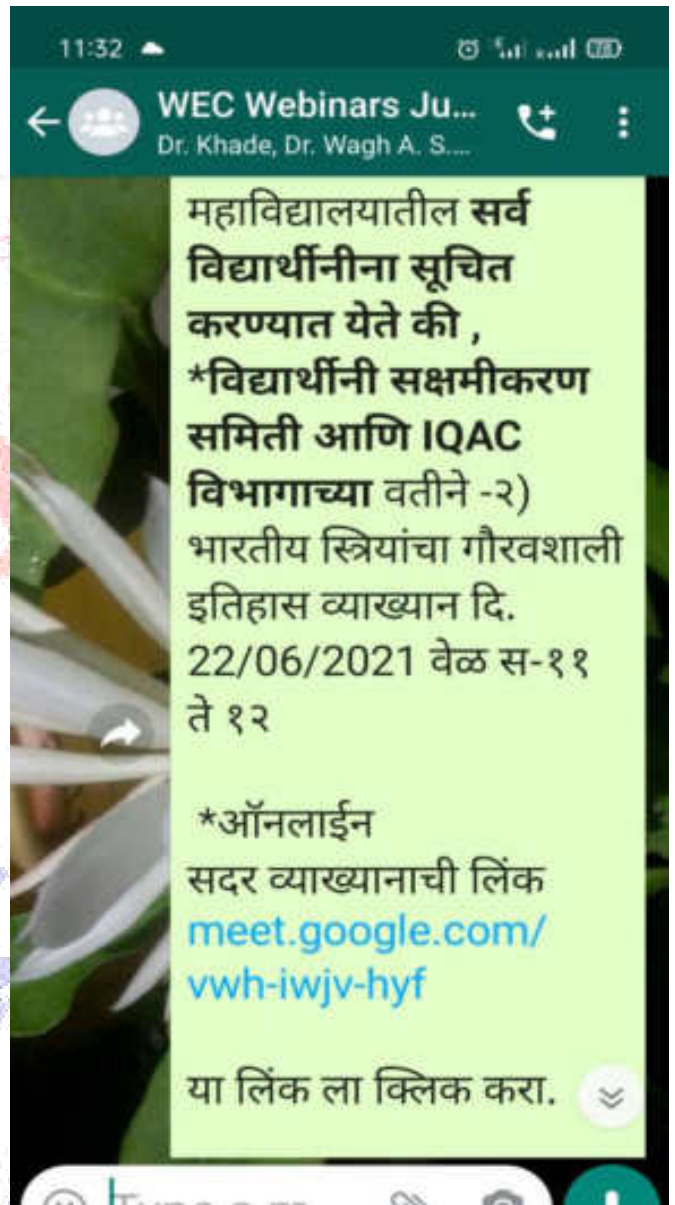 11:32
WEC Webinars Ju...
Dr. Khade, Dr. Wagh A. S....
महाविद्यालयातील सर्व
विद्यार्थीनीना सूचित
करण्यात येते की ,
*विद्यार्थीनी सक्षमीकरण
समिती आणि IQAC
विभागाच्या वतीने -२)
भारतीय स्त्रियांचा गौरवशाली
इतिहास व्याख्यान दि.
22/06/2021 वेळ स-११
ते १२
*ऑनलाईन
सदर व्याख्यानाची लिंक
meet.google.com/
vwh-iwjv-hyf
या लिंक ला क्लिक करा.